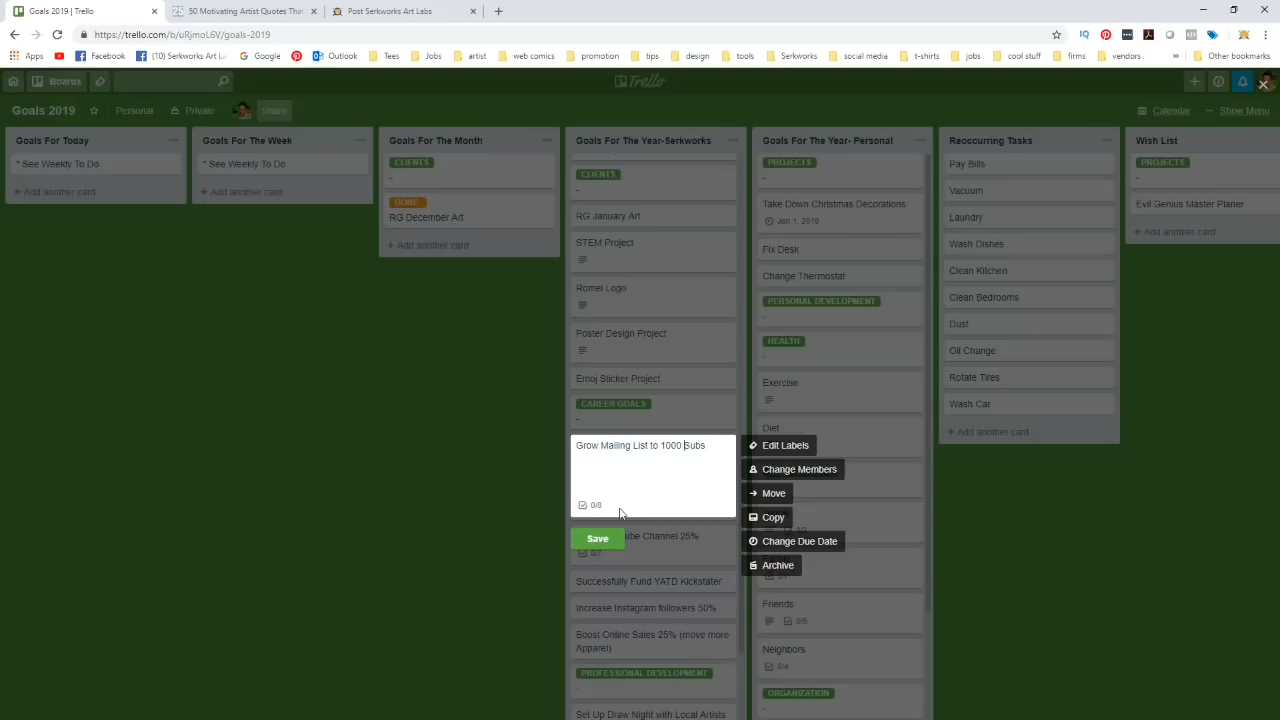 Goals 2019 | Trello
50 Motivating Artist Quotes That
Post Serkworks Art Labs
https://trello.com/b/uRjmoL6V/goals-2019
Apps
Facebook
(10) Serkworks Art La
Google
Outlook
Tees
Jobs
artist
web comics
promotion
tips
design
tools
Serkworks
social media
t-shirts
jobs
cool stuff
firms
vendors
»
Other bookmarks
Boards
Trello
Goals 2019
Personal
Private
Share
Calendar
Show Menu
Goals For Today
* See Weekly To Do
+ Add another card
Goals For The Week
* See Weekly To Do
+ Add another card
Goals For The Month
CLIENTS
-
DONE
RG December Art
+ Add another card
Goals For The Year-Serkworks
CLIENTS
-
RG January Art
STEM Project
Romel Logo
Poster Design Project
Emoj Sticker Project
CAREER GOALS
-
Grow Mailing List to 1000 Subs
0/8
Save
ube Channel 25%
0/7
Successfully Fund YATD Kickstater
Increase Instagram followers 50%
Boost Online Sales 25% (move more
Apparel)
PROFESSIONAL DEVELOPMENT
-
Set Up Draw Night with Local Artists
Edit Labels
Change Members
Move
Copy
Change Due Date
Archive
Goals For The Year- Personal
PROJECTS
-
Take Down Christmas Decorations
Jan 1, 2019
Fix Desk
Change Thermostat
PERSONAL DEVELOPMENT
-
HEALTH
-
Exercise
Diet
Friends
0/5
Neighbors
0/4
ORGANIZATION
-
Reoccurring Tasks
Pay Bills
Vacuum
Laundry
Wash Dishes
Clean Kitchen
Clean Bedrooms
Dust
Oil Change
Rotate Tires
Wash Car
+ Add another card
Wish List
PROJECTS
-
Evil Genius Master Planer
+ Add another card